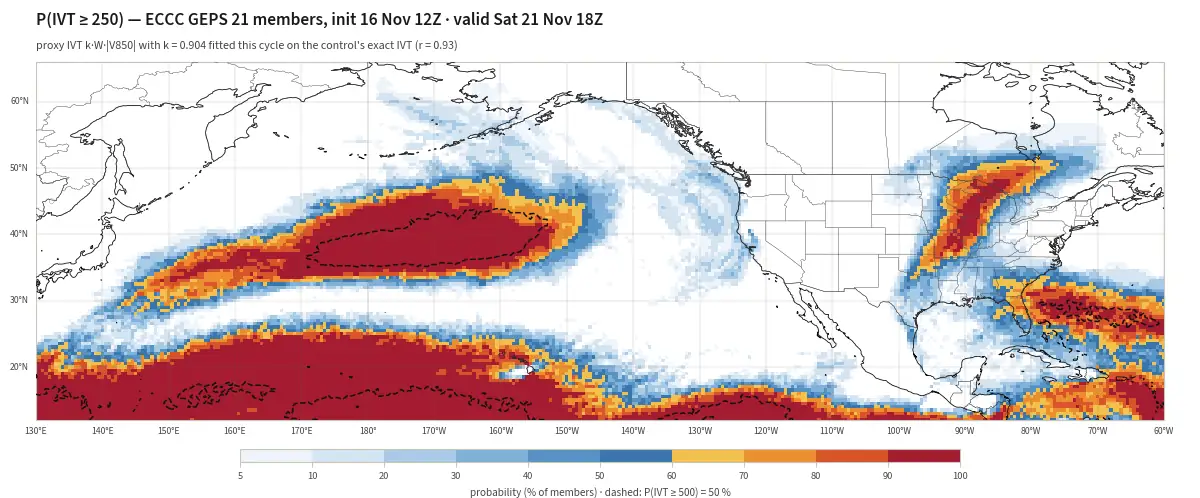 P(IVT ≥ 250) — ECCC GEPS 21 members, init 16 Nov 12Z · valid Sat 21 Nov 18Z
proxy IVT k·W·|V850| with k = 0.904 fitted this cycle on the control's exact IVT (r = 0.93)
60°N
50°N
40°N
30°N
20°N
130°E 140°E 150°E 160°E 170°E 180° 170°W 160°W 150°W 140°W 130°W 120°W 110°W 100°W 90°W 80°W 70°W 60°W
5 10 20 30 40 50 60 70 80 90 100
probability (% of members) · dashed: P(IVT ≥ 500) = 50 %